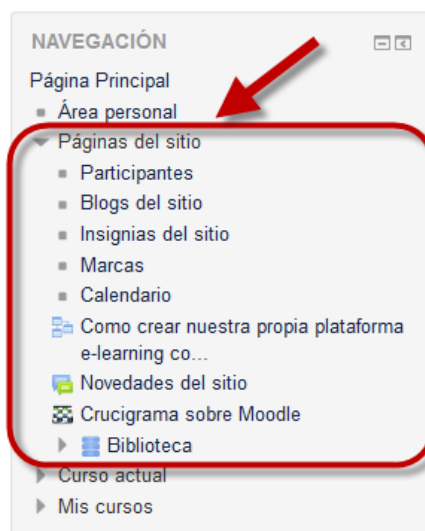 NAVEGACIÓN
Página Principal
Área personal
Páginas del sitio
Participantes
Blogs del sitio
Insignias del sitio
Marcas
Calendario
Como crear nuestra propia plataforma
e-learning co...
Novedades del sitio
Crucigrama sobre Moodle
Biblioteca
Curso actual
Mis cursos